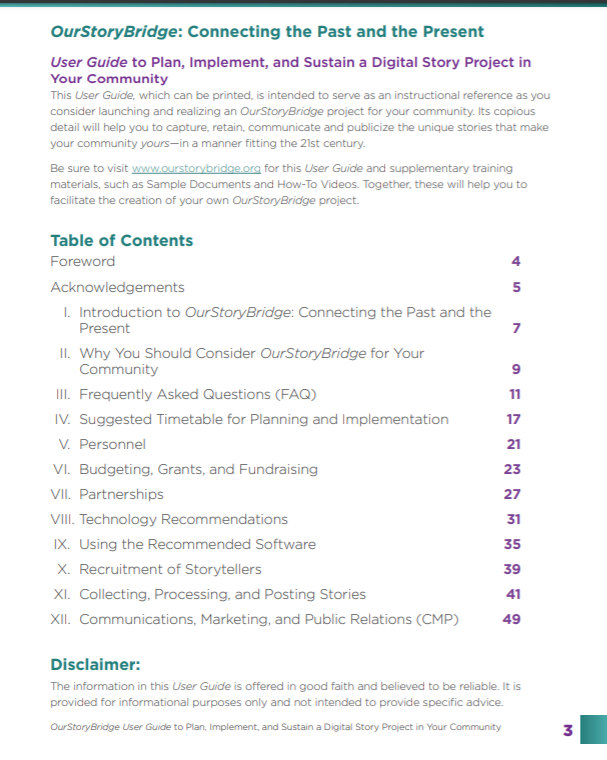 OurStoryBridge: Connecting the Past and the Present
User Guide to Plan, Implement, and Sustain a Digital Story Project in
Your Community
This User Guide, which can be printed, is intended to serve as an instructional reference as you
consider launching and realizing an OurStoryBridge project for your community. Its copious
detail will help you to capture, retain, communicate and publicize the unique stories that make
your community yours—in a manner fitting the 21st century.
Be sure to visit www.ourstorybridge.org for this User Guide and supplementary training
materials, such as Sample Documents and How-To Videos. Together, these will help you to
facilitate the creation of your own OurStoryBridge project.
Table of Contents
Foreword 4
Acknowledgements 5
I. Introduction to OurStoryBridge: Connecting the Past and the
Present 7
II. Why You Should Consider OurStoryBridge for Your
Community 9
III. Frequently Asked Questions (FAQ) 11
IV. Suggested Timetable for Planning and Implementation 17
V. Personnel 21
VI. Budgeting, Grants, and Fundraising 23
VII. Partnerships 27
VIII. Technology Recommendations 31
IX. Using the Recommended Software 35
X. Recruitment of Storytellers 39
XI. Collecting, Processing, and Posting Stories 41
XII. Communications, Marketing, and Public Relations (CMP) 49
Disclaimer:
The information in this User Guide is offered in good faith and believed to be reliable. It is
provided for informational purposes only and not intended to provide specific advice.
OurStoryBridge User Guide to Plan, Implement, and Sustain a Digital Story Project in Your Community 3